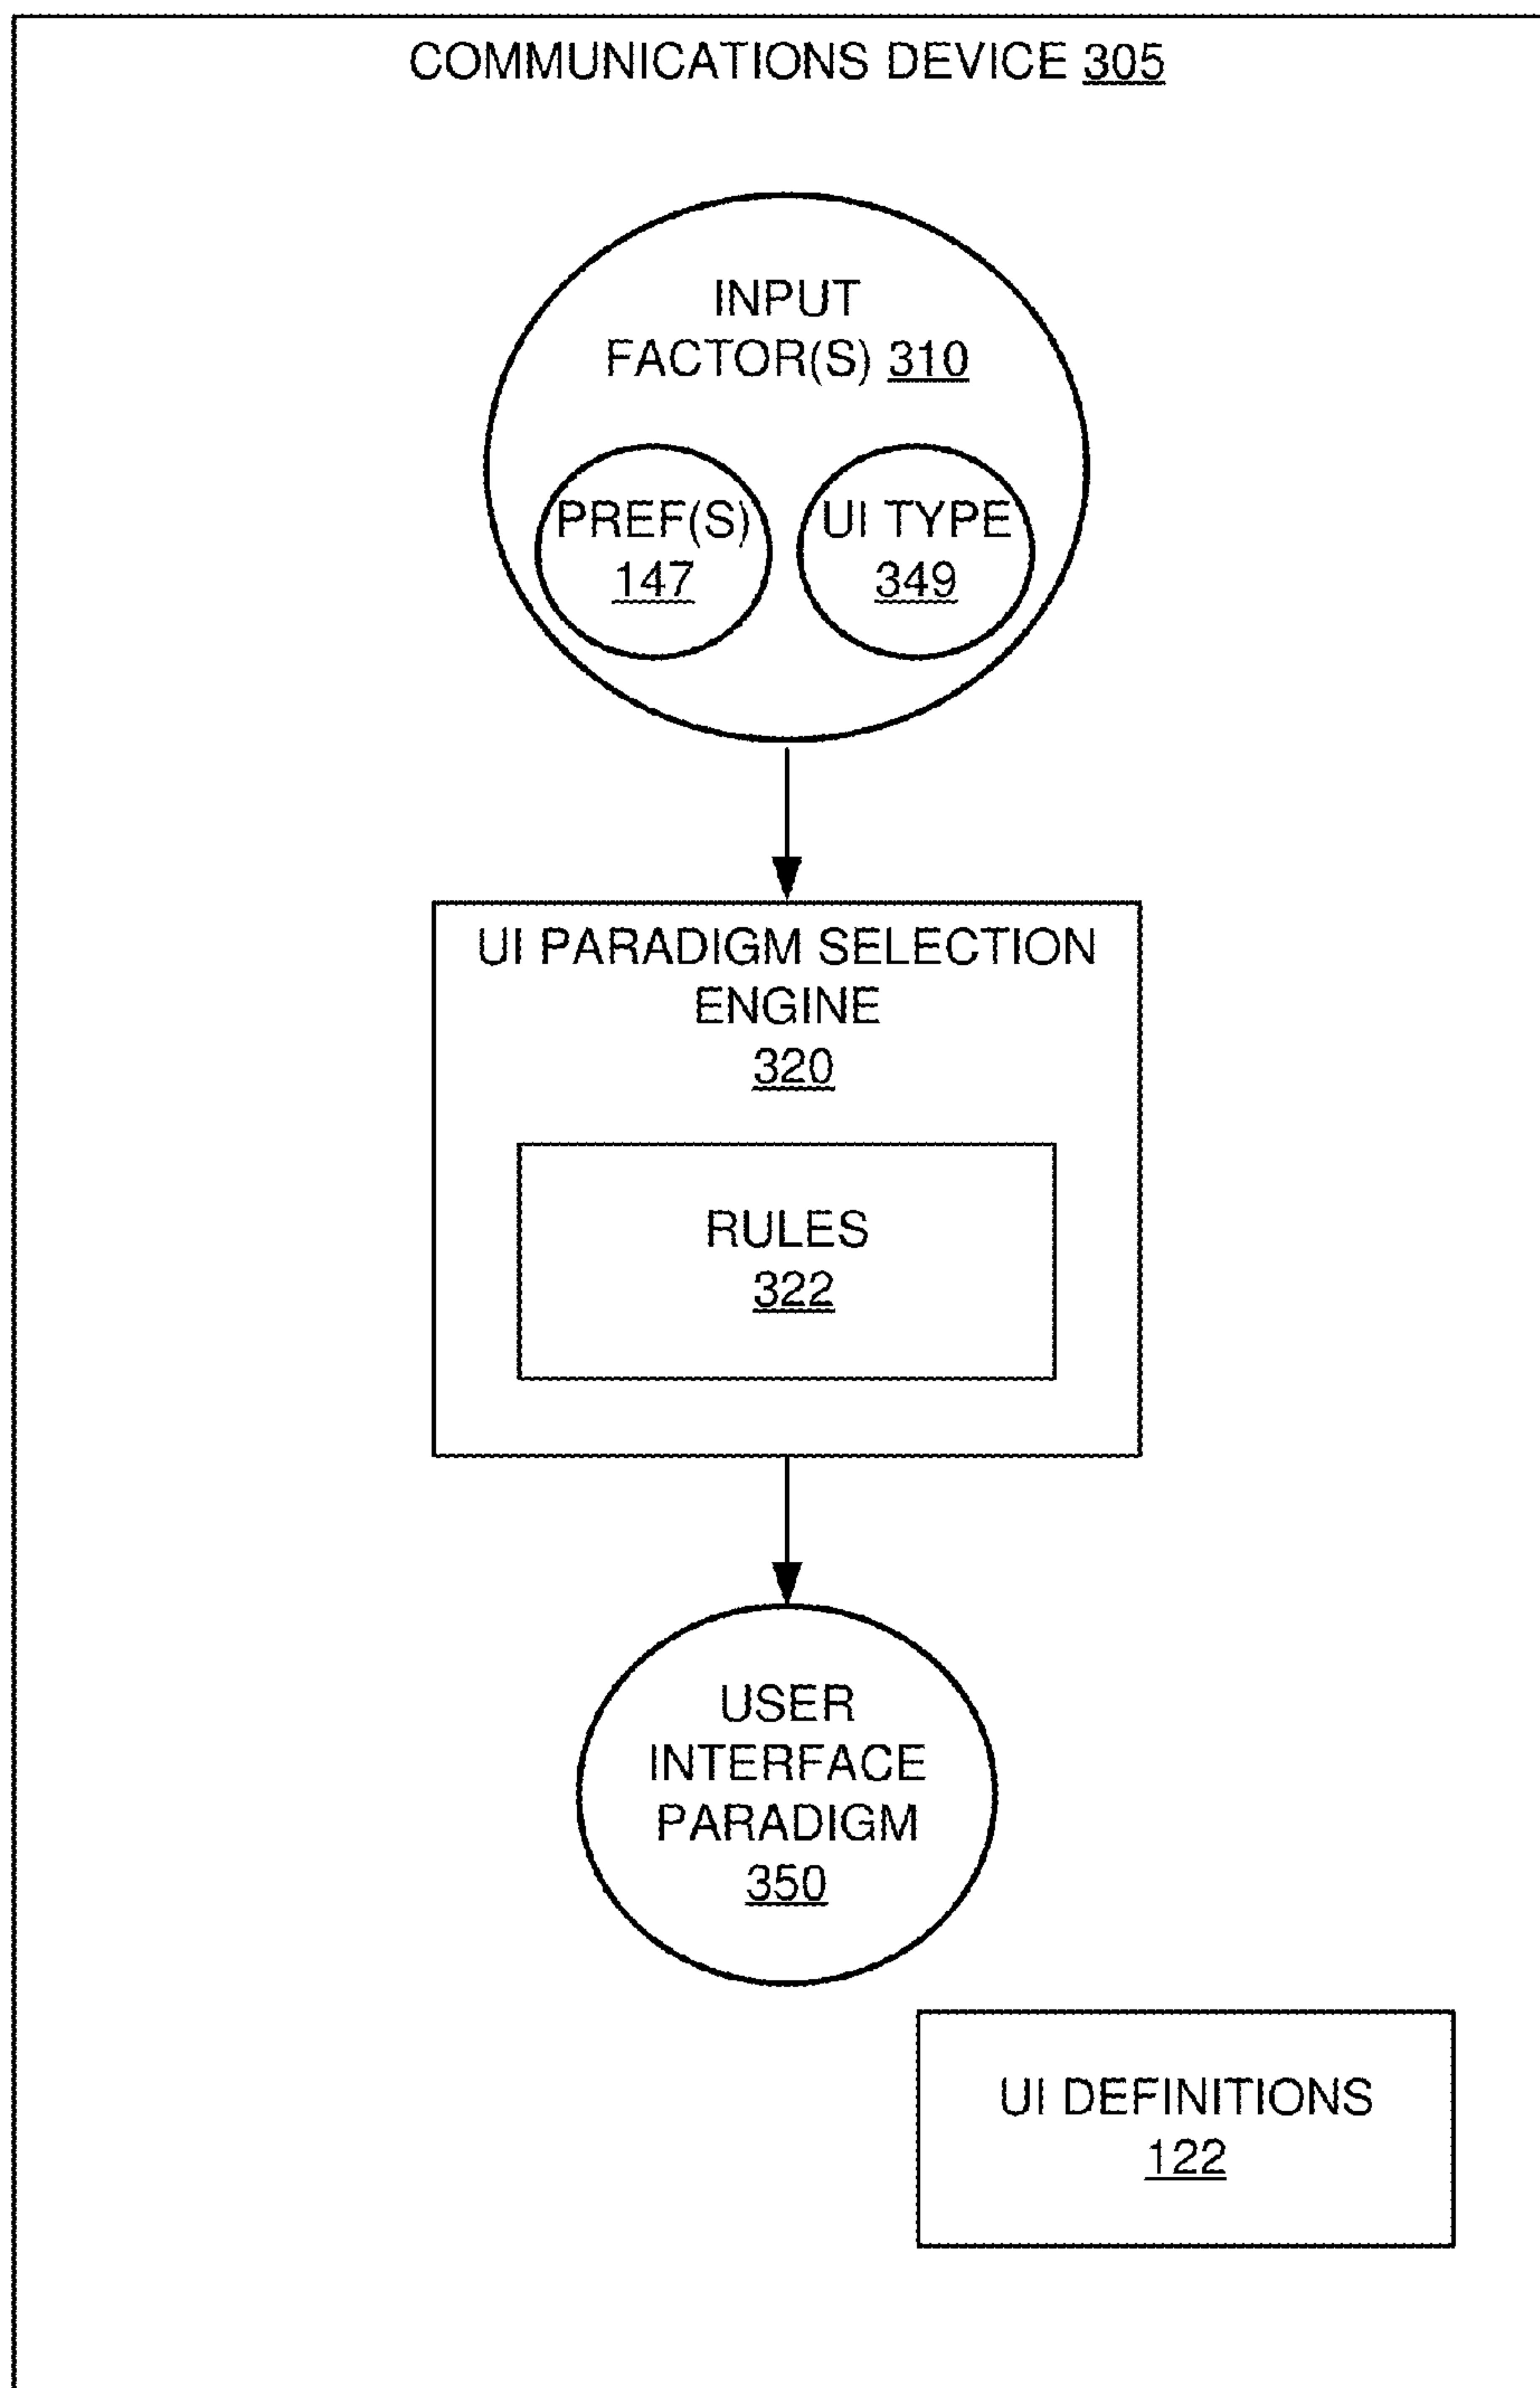 COMMUNICATIONS DEVICE 305
INPUT
FACTOR(S) 310
PREF(S)
147
UI TYPE
349
UI PARADIGM SELECTION
ENGINE
320
RULES
322
USER
INTERFACE
PARADIGM
350
UI DEFINITIONS
122